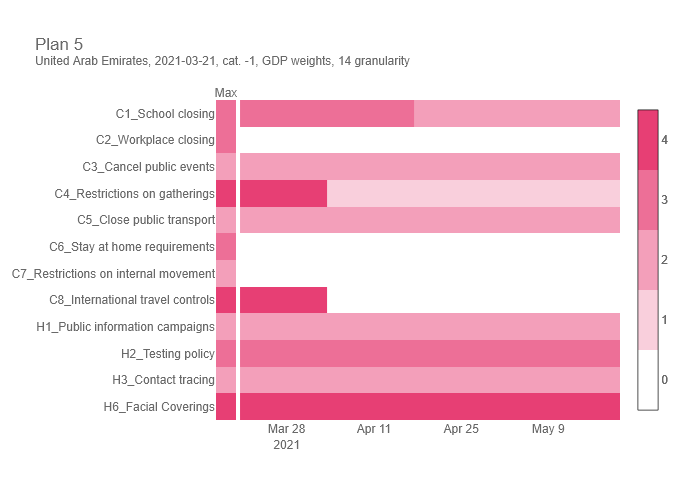 Plan 5
United Arab Emirates, 2021-03-21, cat. -1, GDP weights, 14 granularity
Max
C1_School closing
C2_Workplace closing
C3_Cancel public events
C4_Restrictions on gatherings
C5_Close public transport
C6_Stay at home requirements
C7_Restrictions on internal movement
C8_International travel controls
H1_Public information campaigns
H2_Testing policy
H3_Contact tracing
H6_Facial Coverings
Mar 28 Apr 11 Apr 25 May 9
2021
4
3
2
1
0